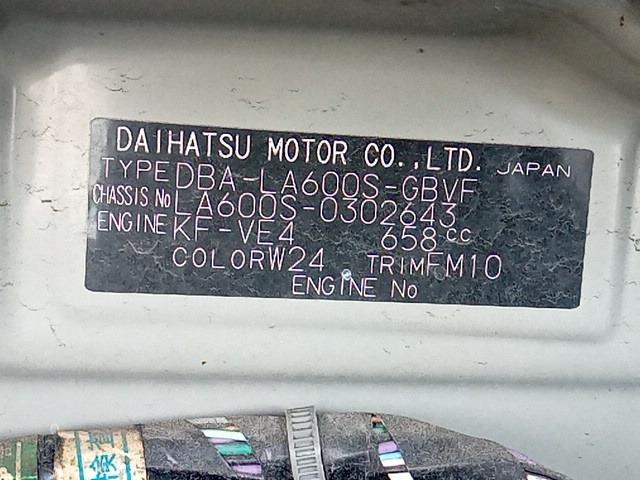 DAIHATSU MOTOR CO.,LTD. JAPAN
TYPE DBA-LA600S-GBVF
CHASSIS No LA600S-0302643
ENGINE KF-VE4 658cc
COLOR W24 TRIM FM10
ENGINE No